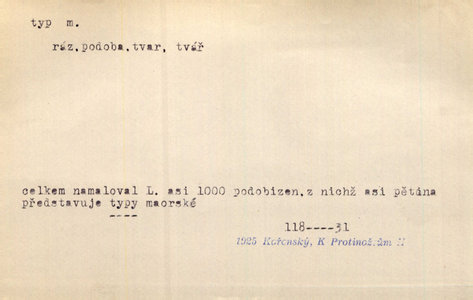 typ m.
ráz, podoba, tvar, tvář
celkem namaloval L. asi 1000 podobizen, z nichž asi pětina
představuje typy maorské
----
118----31
1925 Kořenský, K Protinožcům II